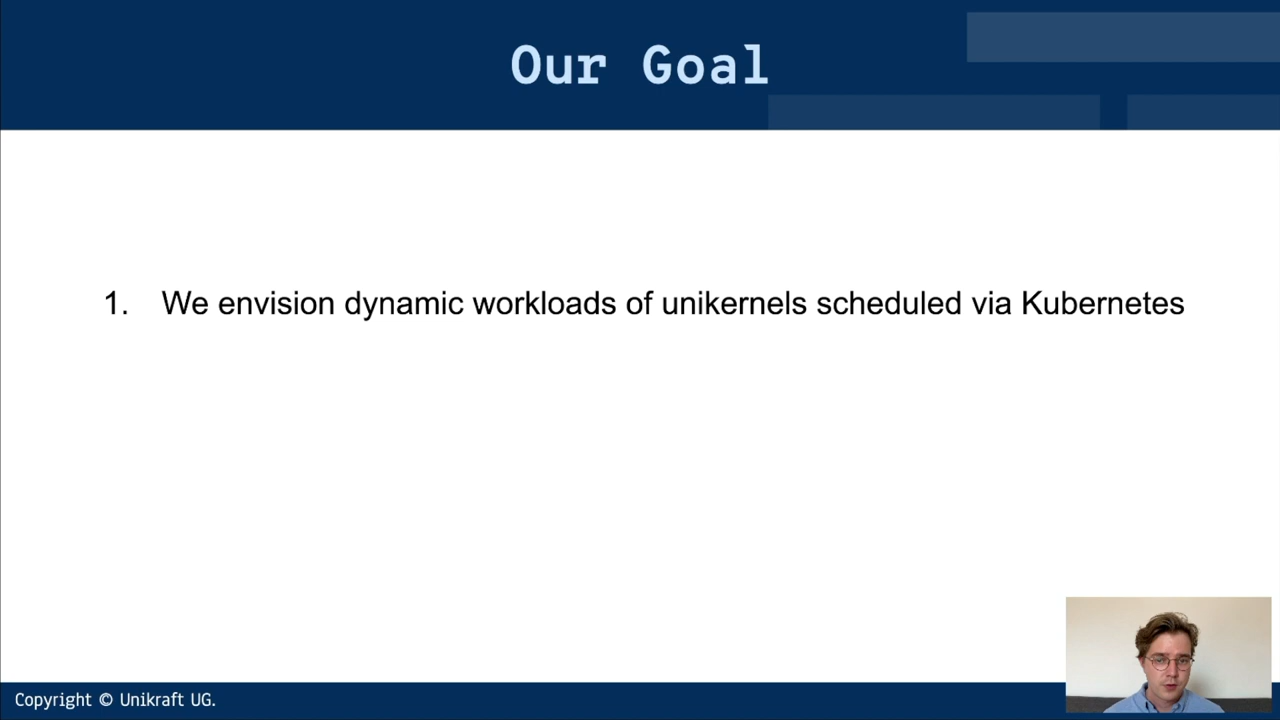 Our Goal
1. We envision dynamic workloads of unikernels scheduled via Kubernetes
Copyright © Unikraft UG.